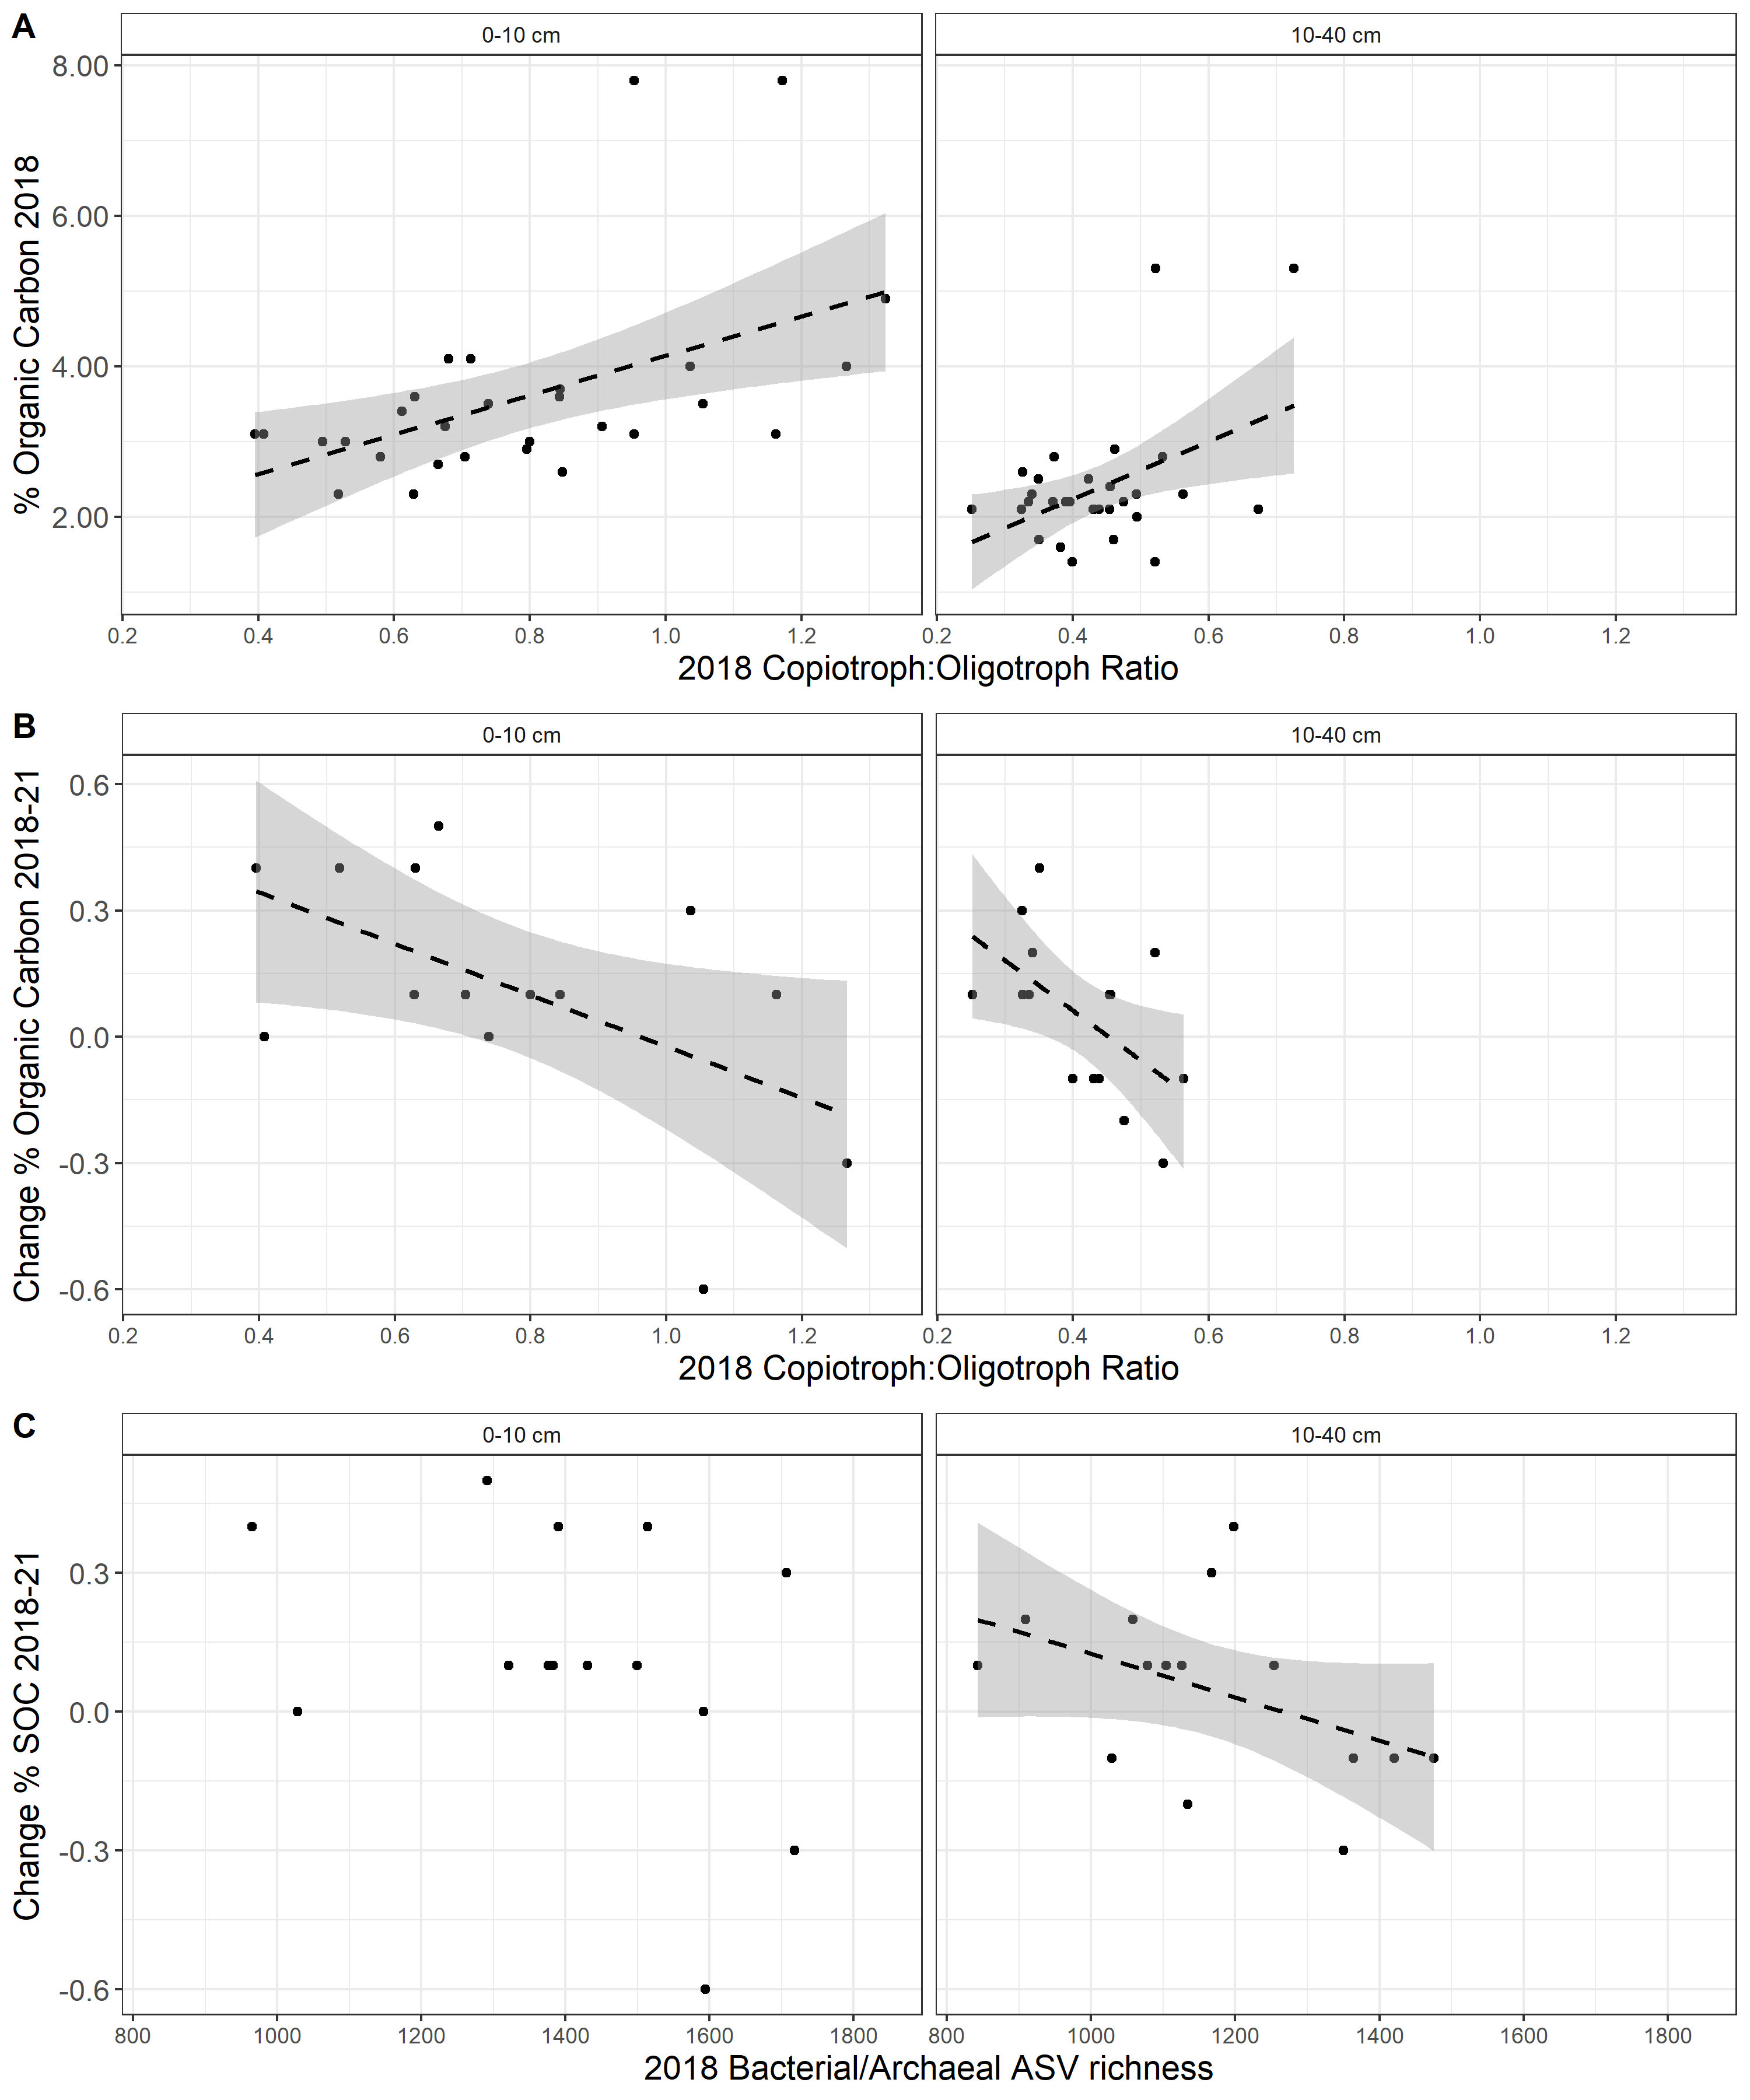 A
0-10 cm
10-40 cm
% Organic Carbon 2018
8.00
6.00
4.00
2.00
0.2 0.4 0.6 0.8 1.0 1.2
0.2 0.4 0.6 0.8 1.0 1.2
2018 Copiotroph:Oligotroph Ratio
B
0-10 cm
10-40 cm
Change % Organic Carbon 2018-21
0.6
0.3
0.0
-0.3
-0.6
0.2 0.4 0.6 0.8 1.0 1.2
0.2 0.4 0.6 0.8 1.0 1.2
2018 Copiotroph:Oligotroph Ratio
C
0-10 cm
10-40 cm
Change % SOC 2018-21
0.3
0.0
-0.3
-0.6
800 1000 1200 1400 1600 1800
800 1000 1200 1400 1600 1800
2018 Bacterial/Archaeal ASV richness